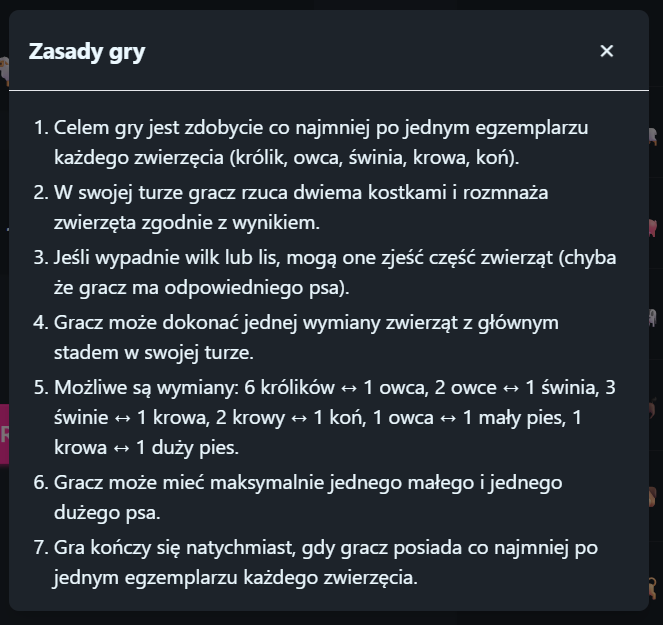 Zasady gry
1. Celem gry jest zdobycie co najmniej po jednym egzemplarzu
każdego zwierzęcia (królik, owca, świnia, krowa, koń).
2. W swojej turze gracz rzuca dwiema kostkami i rozmnaża
zwierzęta zgodnie z wynikiem.
3. Jeśli wypadnie wilk lub lis, mogą one zjeść część zwierząt (chyba
że gracz ma odpowiedniego psa).
4. Gracz może dokonać jednej wymiany zwierząt z głównym
stadem w swojej turze.
5. Możliwe są wymiany: 6 królików ↔ 1 owca, 2 owce ↔ 1 świnia, 3
świnie ↔ 1 krowa, 2 krowy ↔ 1 koń, 1 owca ↔ 1 mały pies, 1
krowa ↔ 1 duży pies.
6. Gracz może mieć maksymalnie jednego małego i jednego
dużego psa.
7. Gra kończy się natychmiast, gdy gracz posiada co najmniej po
jednym egzemplarzu każdego zwierzęcia.